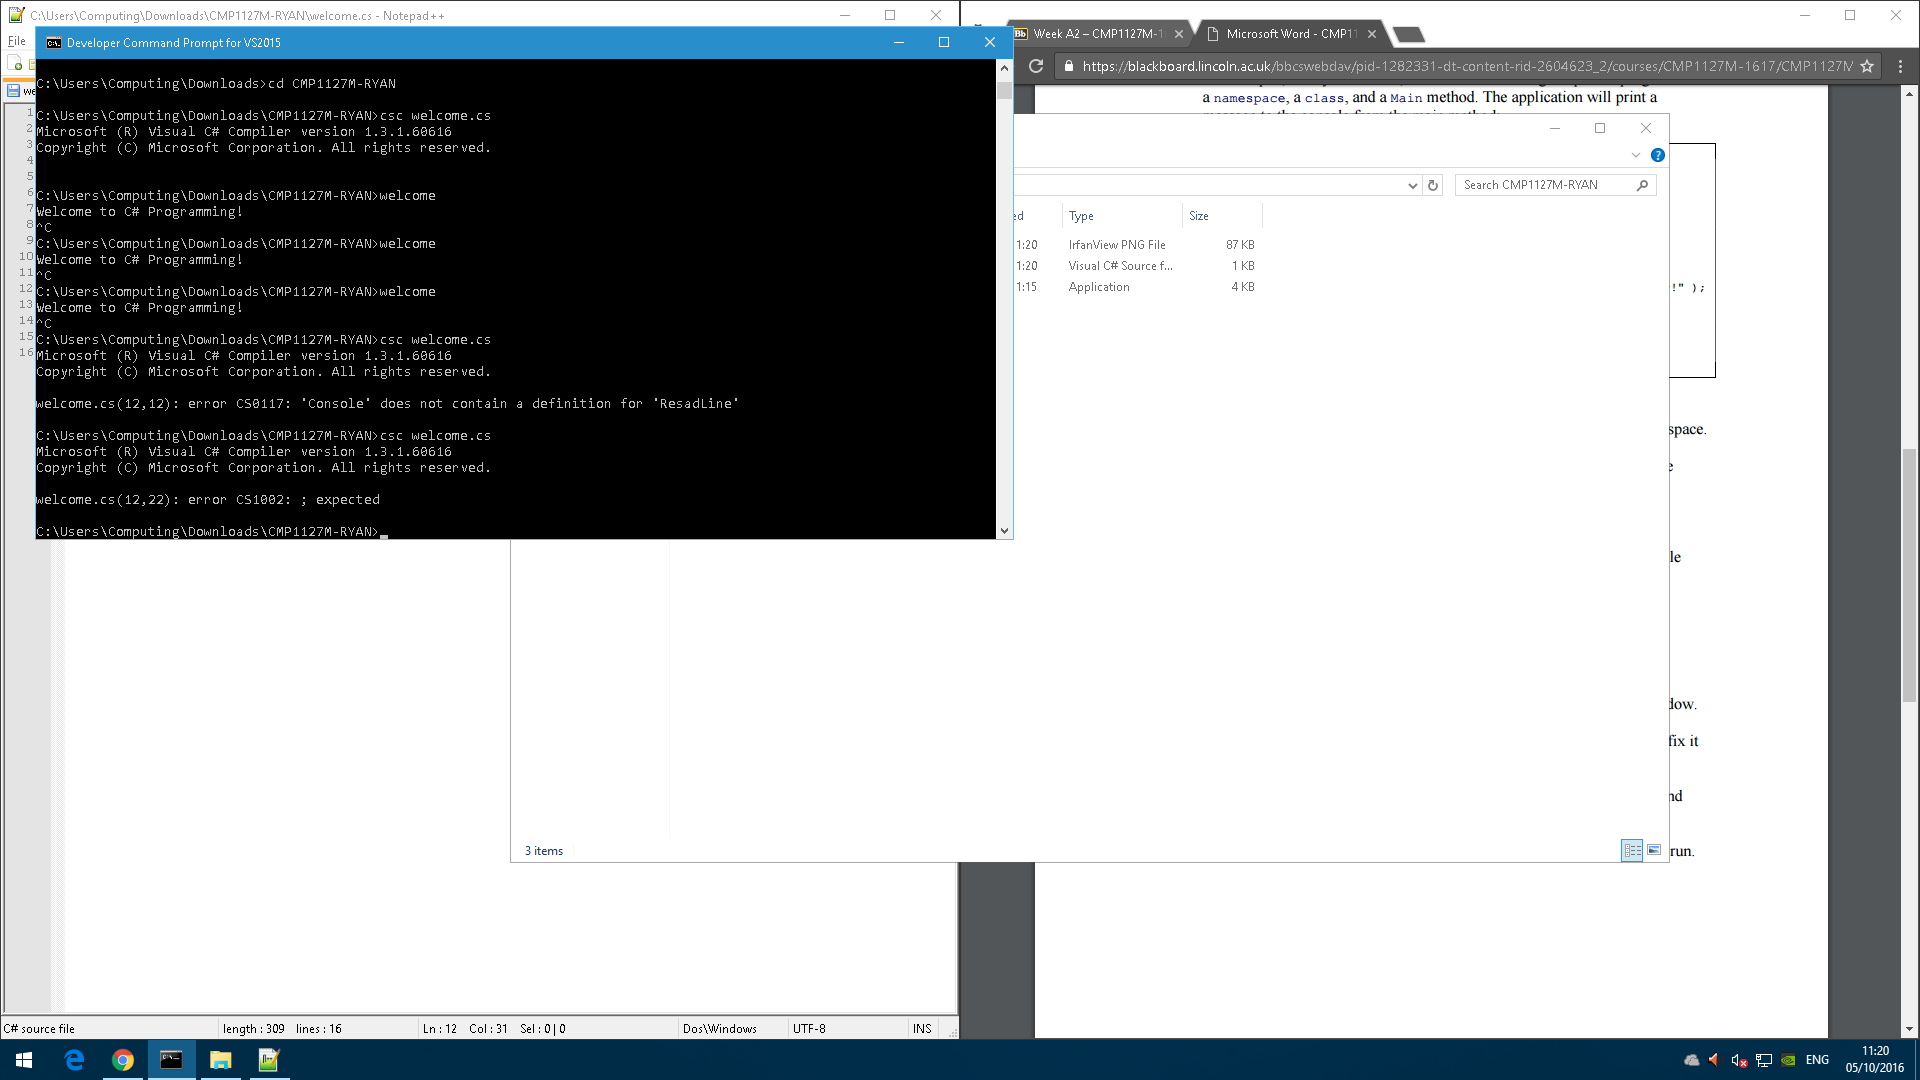 C:\Users\Computing\Downloads\CMP1127M-RYAN\welcome.cs - Notepad++
File
Developer Command Prompt for VS2015
C:\Users\Computing\Downloads>cd CMP1127M-RYAN
C:\Users\Computing\Downloads\CMP1127M-RYAN>csc welcome.cs
Microsoft (R) Visual C# Compiler version 1.3.1.60616
Copyright (C) Microsoft Corporation. All rights reserved.
C:\Users\Computing\Downloads\CMP1127M-RYAN>welcome
Welcome to C# Programming!
^C
C:\Users\Computing\Downloads\CMP1127M-RYAN>welcome
Welcome to C# Programming!
^C
C:\Users\Computing\Downloads\CMP1127M-RYAN>welcome
Welcome to C# Programming!
^C
C:\Users\Computing\Downloads\CMP1127M-RYAN>csc welcome.cs
Microsoft (R) Visual C# Compiler version 1.3.1.60616
Copyright (C) Microsoft Corporation. All rights reserved.
welcome.cs(12,12): error CS0117: 'Console' does not contain a definition for 'ResadLine'
C:\Users\Computing\Downloads\CMP1127M-RYAN>csc welcome.cs
Microsoft (R) Visual C# Compiler version 1.3.1.60616
Copyright (C) Microsoft Corporation. All rights reserved.
welcome.cs(12,22): error CS1002: ; expected
C:\Users\Computing\Downloads\CMP1127M-RYAN>
we
1
2
3
4
5
6
7
8
9
10
11
12
13
14
15
16
Week A2 – CMP1127M-1
Microsoft Word - CMP11
https://blackboard.lincoln.ac.uk/bbcswebdav/pid-1282331-dt-content-rid-2604623_2/courses/CMP1127M-1617/CMP1127M
a namespace, a class, and a Main method. The application will print a
Search CMP1127M-RYAN
ed Type Size
1:20 IrfanView PNG File 87 KB
1:20 Visual C# Source f... 1 KB
1:15 Application 4 KB
!" );
space.
e
le
dow.
fix it
nd
run.
3 items
C# source file length : 309 lines : 16 Ln : 12 Col : 31 Sel : 0 | 0 Dos\Windows UTF-8 INS
ENG
11:20
05/10/2016